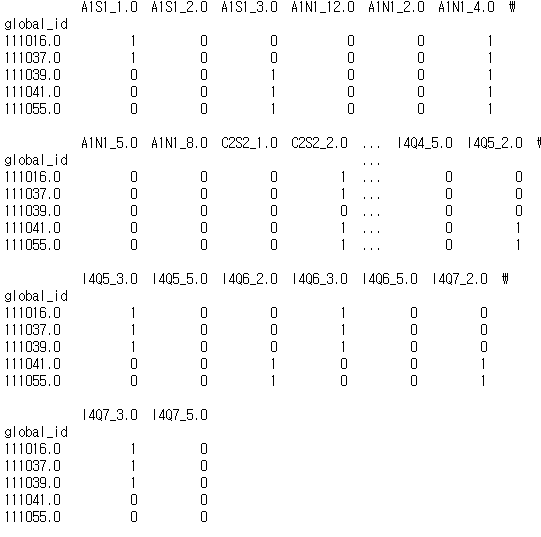 A1S1_1.0 A1S1_2.0 A1S1_3.0 A1N1_12.0 A1N1_2.0 A1N1_4.0 ₩
global_id
111016.0 1 0 0 0 0 1
111037.0 1 0 0 0 0 1
111039.0 0 0 1 0 0 1
111041.0 0 0 1 0 0 1
111055.0 0 0 1 0 0 1
A1N1_5.0 A1N1_8.0 C2S2_1.0 C2S2_2.0 ... I4Q4_5.0 I4Q5_2.0 ₩
global_id ...
111016.0 0 0 0 1 ... 0 0
111037.0 0 0 0 1 ... 0 0
111039.0 0 0 0 0 ... 0 0
111041.0 0 0 0 1 ... 0 1
111055.0 0 0 0 1 ... 0 1
I4Q5_3.0 I4Q5_5.0 I4Q6_2.0 I4Q6_3.0 I4Q6_5.0 I4Q7_2.0 ₩
global_id
111016.0 1 0 0 1 0 0
111037.0 1 0 0 1 0 0
111039.0 1 0 0 1 0 0
111041.0 0 0 1 0 0 1
111055.0 0 0 1 0 0 1
I4Q7_3.0 I4Q7_5.0
global_id
111016.0 1 0
111037.0 1 0
111039.0 1 0
111041.0 0 0
111055.0 0 0